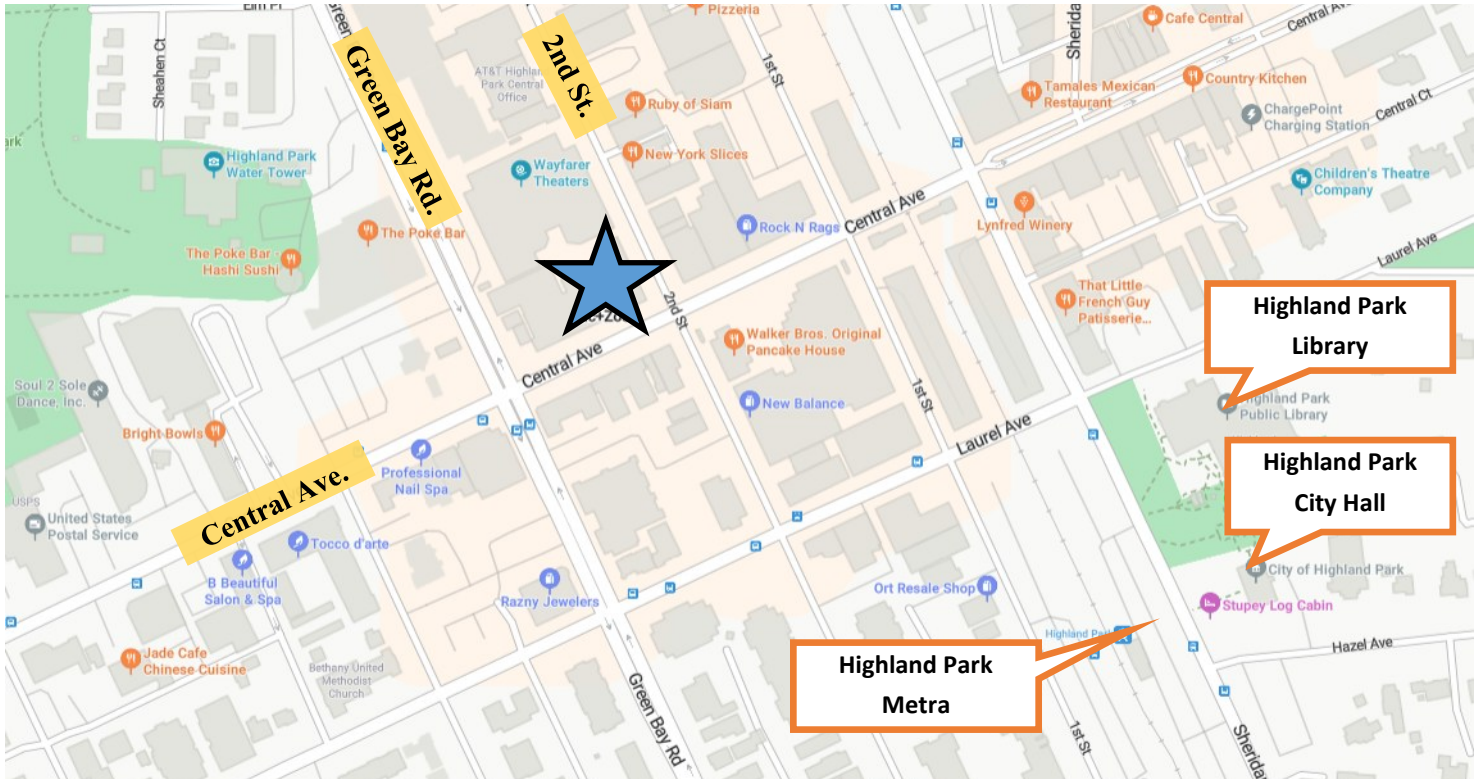 Elm Pl
Green
Pizzeria
Cafe Central
Central Ave
Sheridan
Sheahen Ct
Green Bay Rd.
2nd St.
1st St
AT&T Highland
Park Central
Office
Ruby of Siam
Tamales Mexican
Restaurant
Country Kitchen
ChargePoint
Charging Station
Central Ct
ark
Highland Park
Water Tower
Wayfarer
Theaters
New York Slices
Children's Theatre
Company
The Poke Bar
Rock N Rags
Central Ave
Lynfred Winery
The Poke Bar -
Hashi Sushi
Laurel Ave
2nd St
That Little
French Guy
Patisserie...
Highland Park
Library
Walker Bros. Original
Pancake House
Central Ave
Soul 2 Sole
Dance, Inc.
New Balance
1st St
Highland Park
Public Library
Bright Bowls
Laurel Ave
Professional
Nail Spa
Highland Park
City Hall
Central Ave.
USPS
United States
Postal Service
Tocco d'arte
B Beautiful
Salon & Spa
Razny Jewelers
Ort Resale Shop
City of Highland Park
Stupey Log Cabin
Highland Park
Hazel Ave
Jade Cafe
Chinese Cuisine
Bethany United
Methodist
Church
Highland Park
Metra
Green Bay Rd
1st St
Sheridan